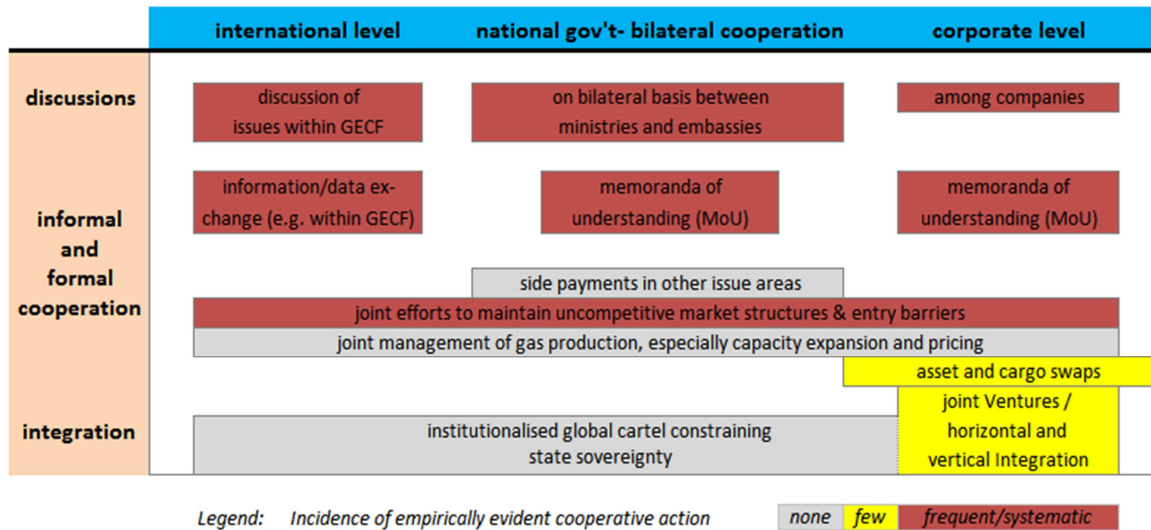 international level
national gov't- bilateral cooperation
corporate level
discussions
discussion of
issues within GECF
on bilateral basis between
ministries and embassies
among companies
informal
and
formal
cooperation
information/data ex-
change (e.g. within GECF)
memoranda of
understanding (MoU)
memoranda of
understanding (MoU)
side payments in other issue areas
joint efforts to maintain uncompetitive market structures & entry barriers
joint management of gas production, especially capacity expansion and pricing
asset and cargo swaps
integration
institutionalised global cartel constraining
state sovereignty
joint Ventures /
horizontal and
vertical Integration
Legend: Incidence of empirically evident cooperative action
none
few
frequent/systematic